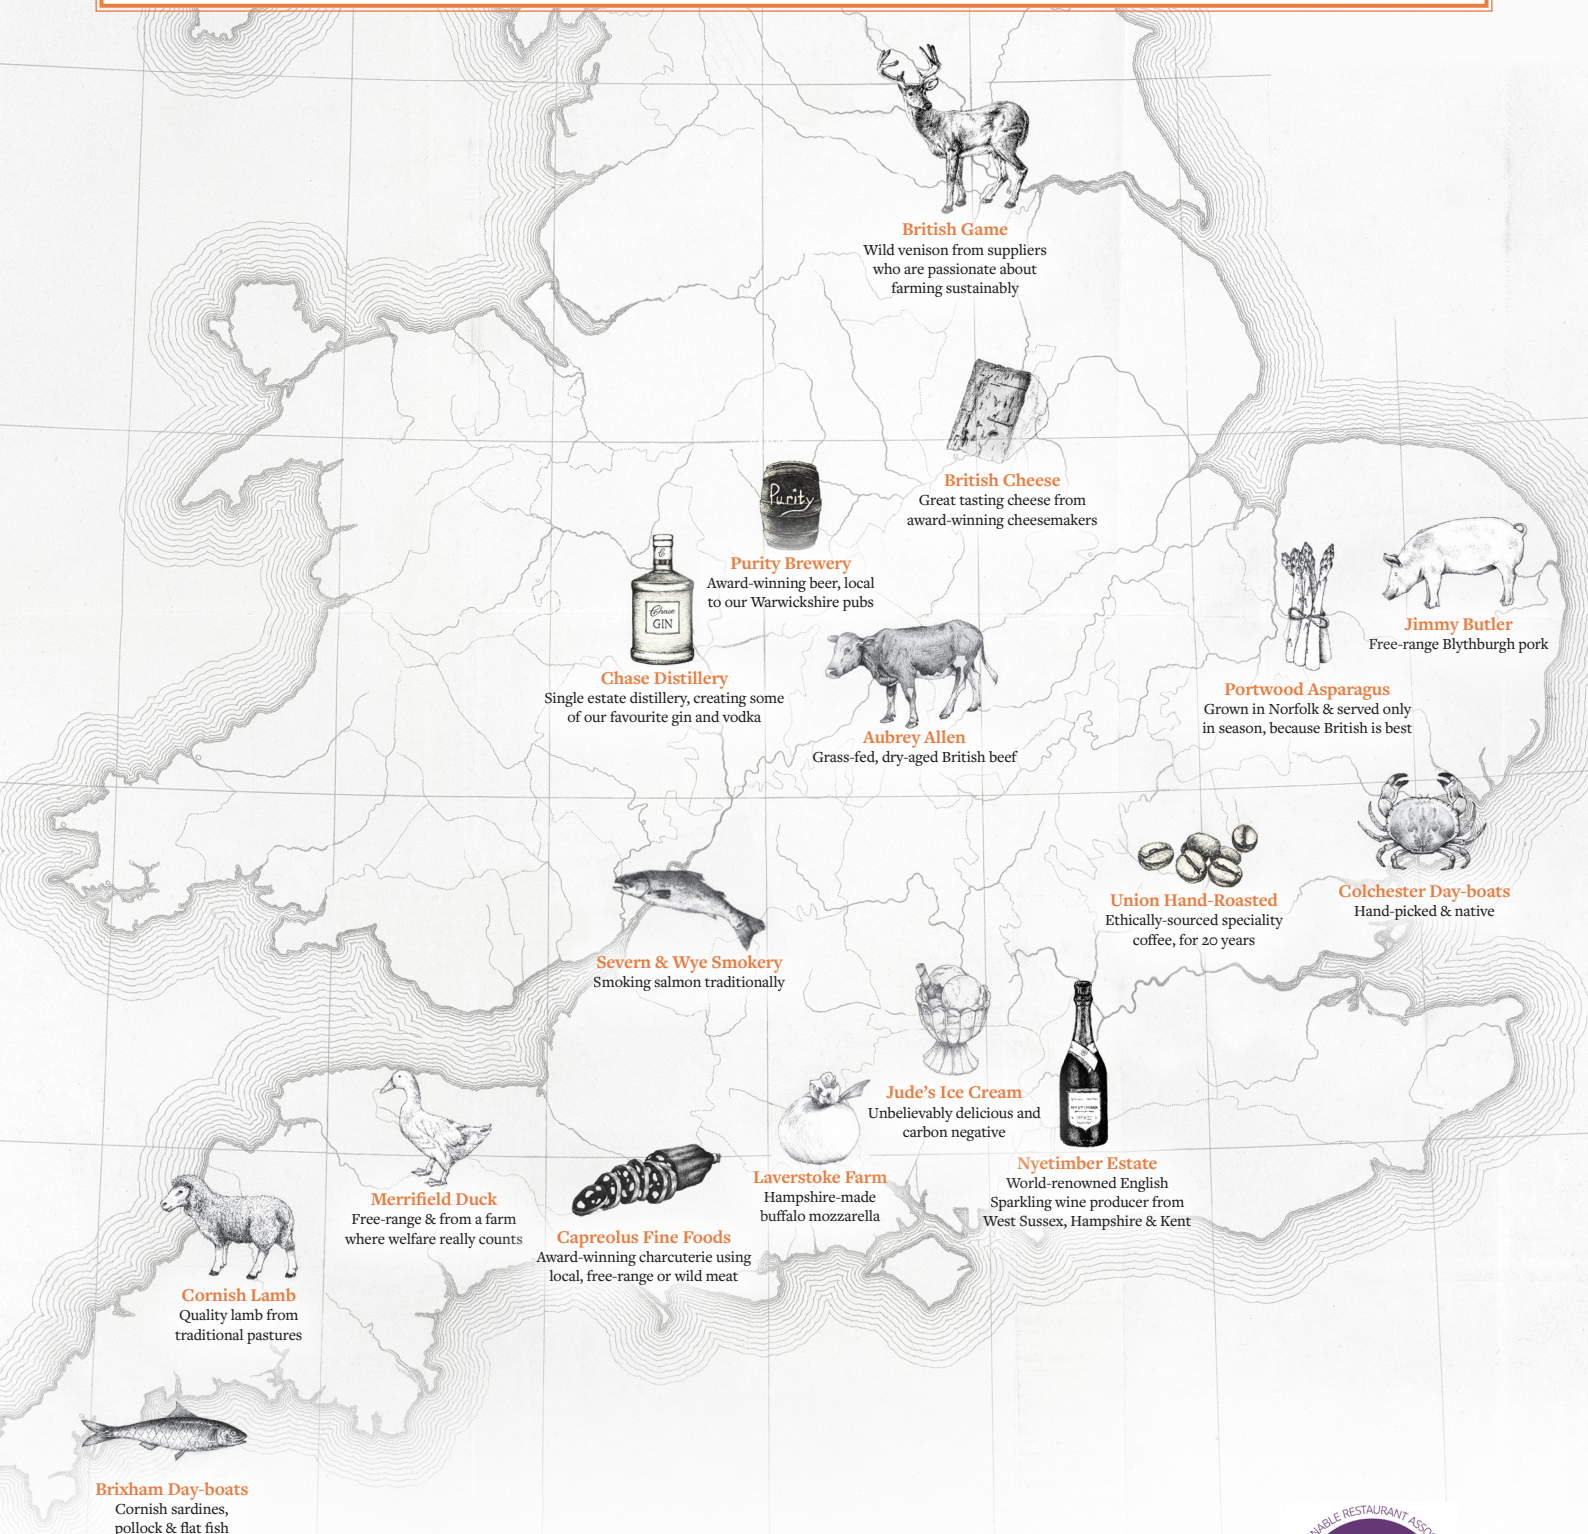 British Game
Wild venison from suppliers
who are passionate about
farming sustainably
British Cheese
Great tasting cheese from
award-winning cheesemakers
Purity
Purity Brewery
Award-winning beer, local
to our Warwickshire pubs
Chase
GIN
Chase Distillery
Single estate distillery, creating some
of our favourite gin and vodka
Jimmy Butler
Free-range Blythburgh pork
Portwood Asparagus
Grown in Norfolk & served only
in season, because British is best
Aubrey Allen
Grass-fed, dry-aged British beef
Union Hand-Roasted
Ethically-sourced speciality
coffee, for 20 years
Colchester Day-boats
Hand-picked & native
Severn & Wye Smokery
Smoking salmon traditionally
Jude's Ice Cream
Unbelievably delicious and
carbon negative
NYETIMBER
Nyetimber Estate
World-renowned English
Sparkling wine producer from
West Sussex, Hampshire & Kent
Laverstoke Farm
Hampshire-made
buffalo mozzarella
Merrifield Duck
Free-range & from a farm
where welfare really counts
Capreolus Fine Foods
Award-winning charcuterie using
local, free-range or wild meat
Cornish Lamb
Quality lamb from
traditional pastures
Brixham Day-boats
Cornish sardines,
pollock & flat fish
RESTAURANT